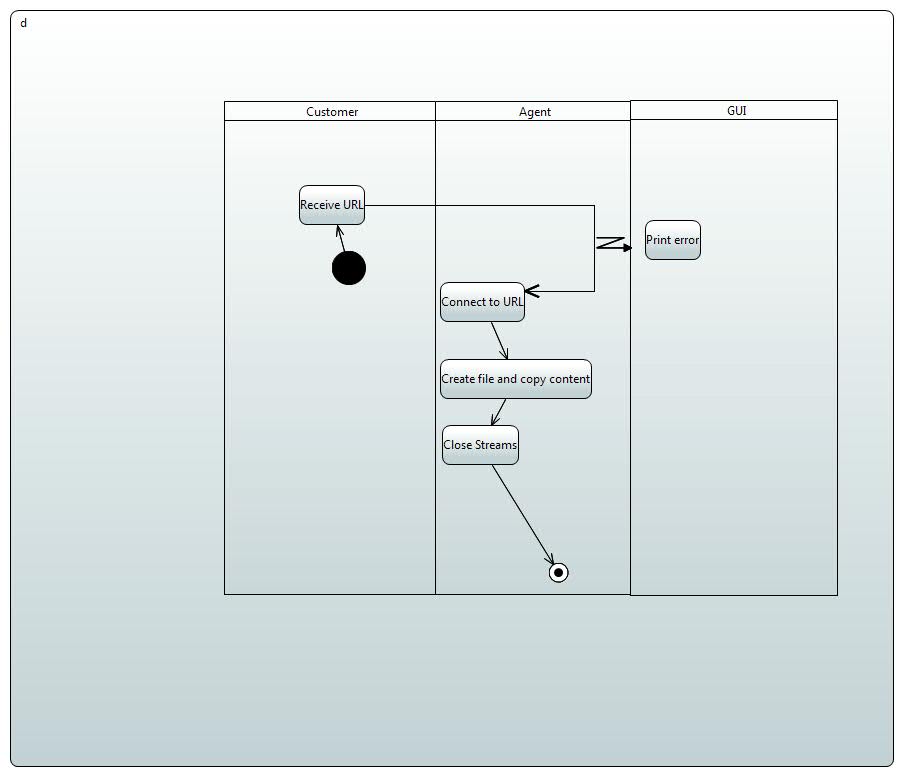 d
Customer
Agent
GUI
Receive URL
Print error
Connect to URL
Create file and copy content
Close Streams